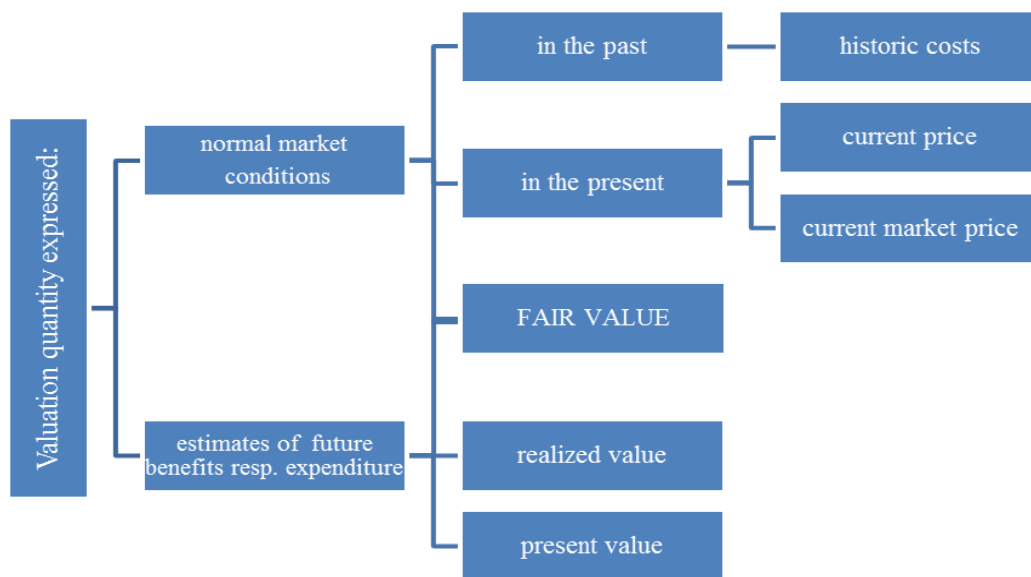 Valuation quantity expressed:
normal market
conditions
estimates of future
benefits resp. expenditure
in the past
in the present
FAIR VALUE
realized value
present value
historic costs
current price
current market price